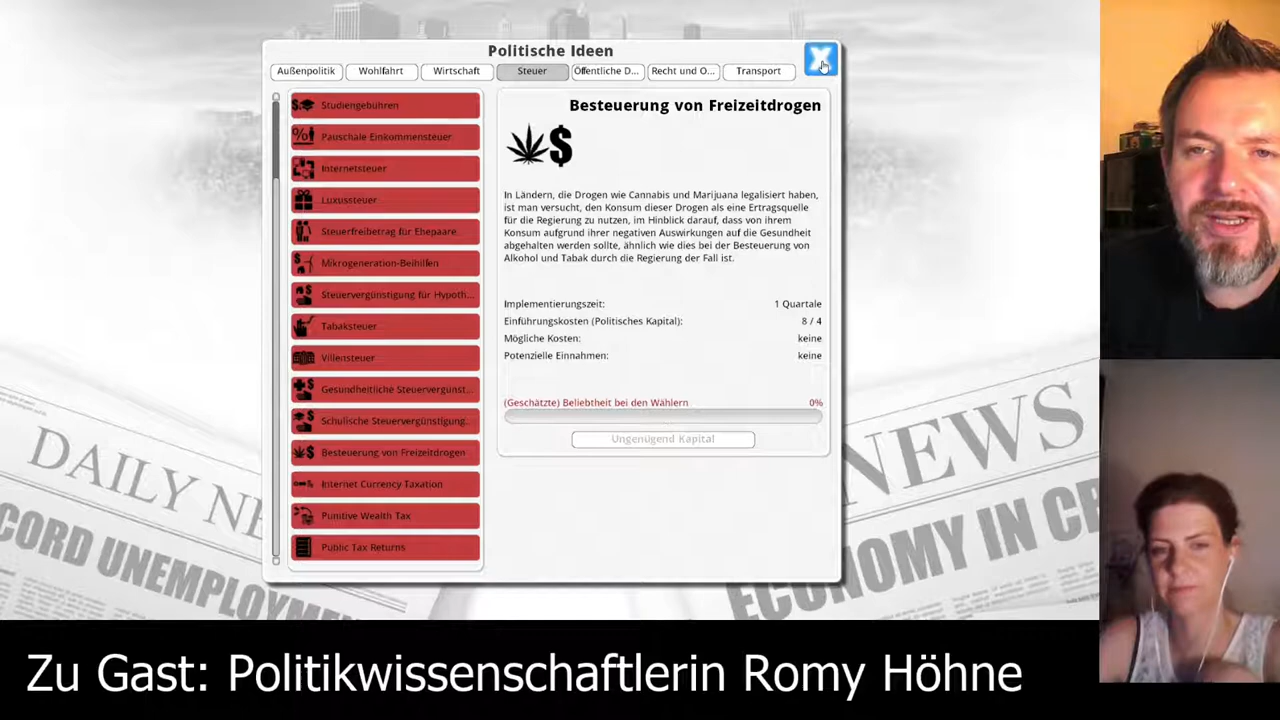 Politische Ideen
X
Außenpolitik
Wohlfahrt
Wirtschaft
Steuer
Öffentliche D...
Recht und O...
Transport
Studiengebühren
Pauschale Einkommensteuer
Internetsteuer
Luxussteuer
Steuerfreibetrag für Ehepaare.
Mikrogeneration-Beihilfen
Steuervergünstigung für Hypoth...
Tabaksteuer
Villensteuer
Gesundheitliche Steuervergünst...
Schulische Steuervergünstigung.
Besteuerung von Freizeitdrogen
Internet Currency Taxation
Punitive Wealth Tax
Public Tax Returns
Besteuerung von Freizeitdrogen
In Ländern, die Drogen wie Cannabis und Marijuana legalisiert haben,
ist man versucht, den Konsum dieser Drogen als eine Ertragsquelle
für die Regierung zu nutzen, im Hinblick darauf, dass von ihrem
Konsum aufgrund ihrer negativen Auswirkungen auf die Gesundheit
abgehalten werden sollte, ähnlich wie dies bei der Besteuerung von
Alkohol und Tabak durch die Regierung der Fall ist.
Implementierungszeit: 1 Quartale
Einführungskosten (Politisches Kapital): 8 / 4
Mögliche Kosten: keine
Potenzielle Einnahmen: keine
(Geschätzte) Beliebtheit bei den Wählern 0%
Ungenügend Kapital
DAILY NE
CORD UNEMPLOYME
NEWS
ECONOMY IN CR
Zu Gast: Politikwissenschaftlerin Romy Höhne